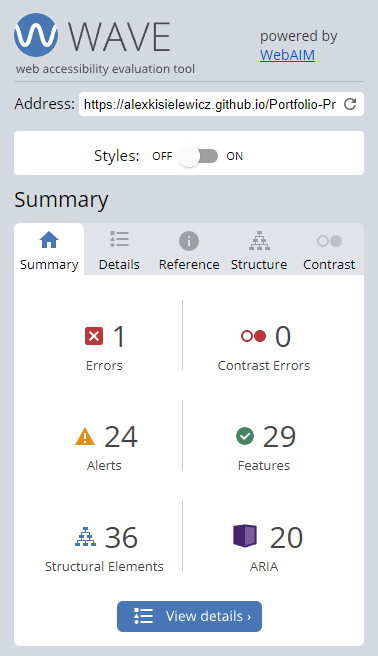 WAVE
web accessibility evaluation tool
powered by
WebAIM
Address: https://alexkisielewicz.github.io/Portfolio-Pr
Styles: OFF ON
Summary
Summary Details Reference Structure Contrast
1 0
Errors Contrast Errors
24 29
Alerts Features
36 20
Structural Elements ARIA
View details ›